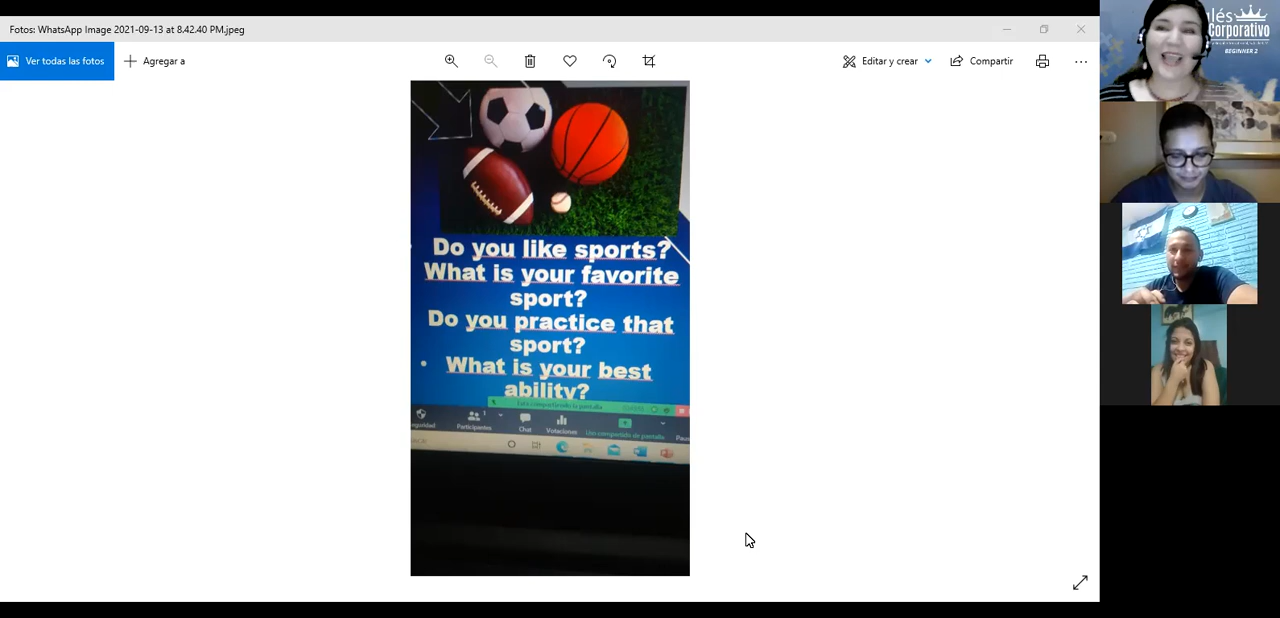 Fotos: WhatsApp Image 2021-09-13 at 8.42.40 PM.jpeg
Ver todas las fotos
Agregar a
Editar y crear
Compartir
lés
Corporativo
BEGINNER 2
Do you like sports?
What is your favorite
sport?
Do you practice that
sport?
• What is your best
ability?
Participantes
1
Chat
Votaciones